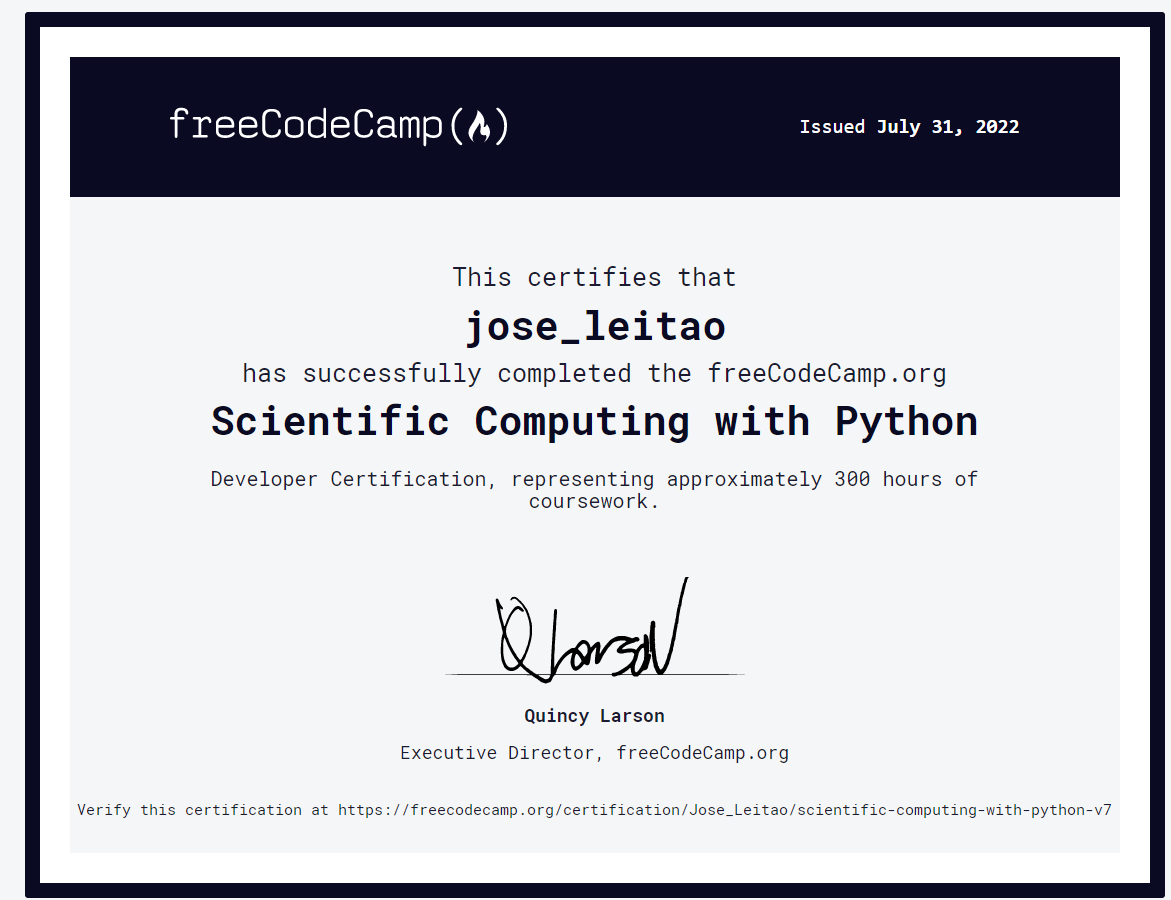 freeCodeCamp
Issued July 31, 2022
This certifies that
jose_leitao
has successfully completed the freeCodeCamp.org
Scientific Computing with Python
Developer Certification, representing approximately 300 hours of
coursework.
Q Larson
Quincy Larson
Executive Director, freeCodeCamp.org
Verify this certification at https://freecodecamp.org/certification/Jose_Leitao/scientific-computing-with-python-v7